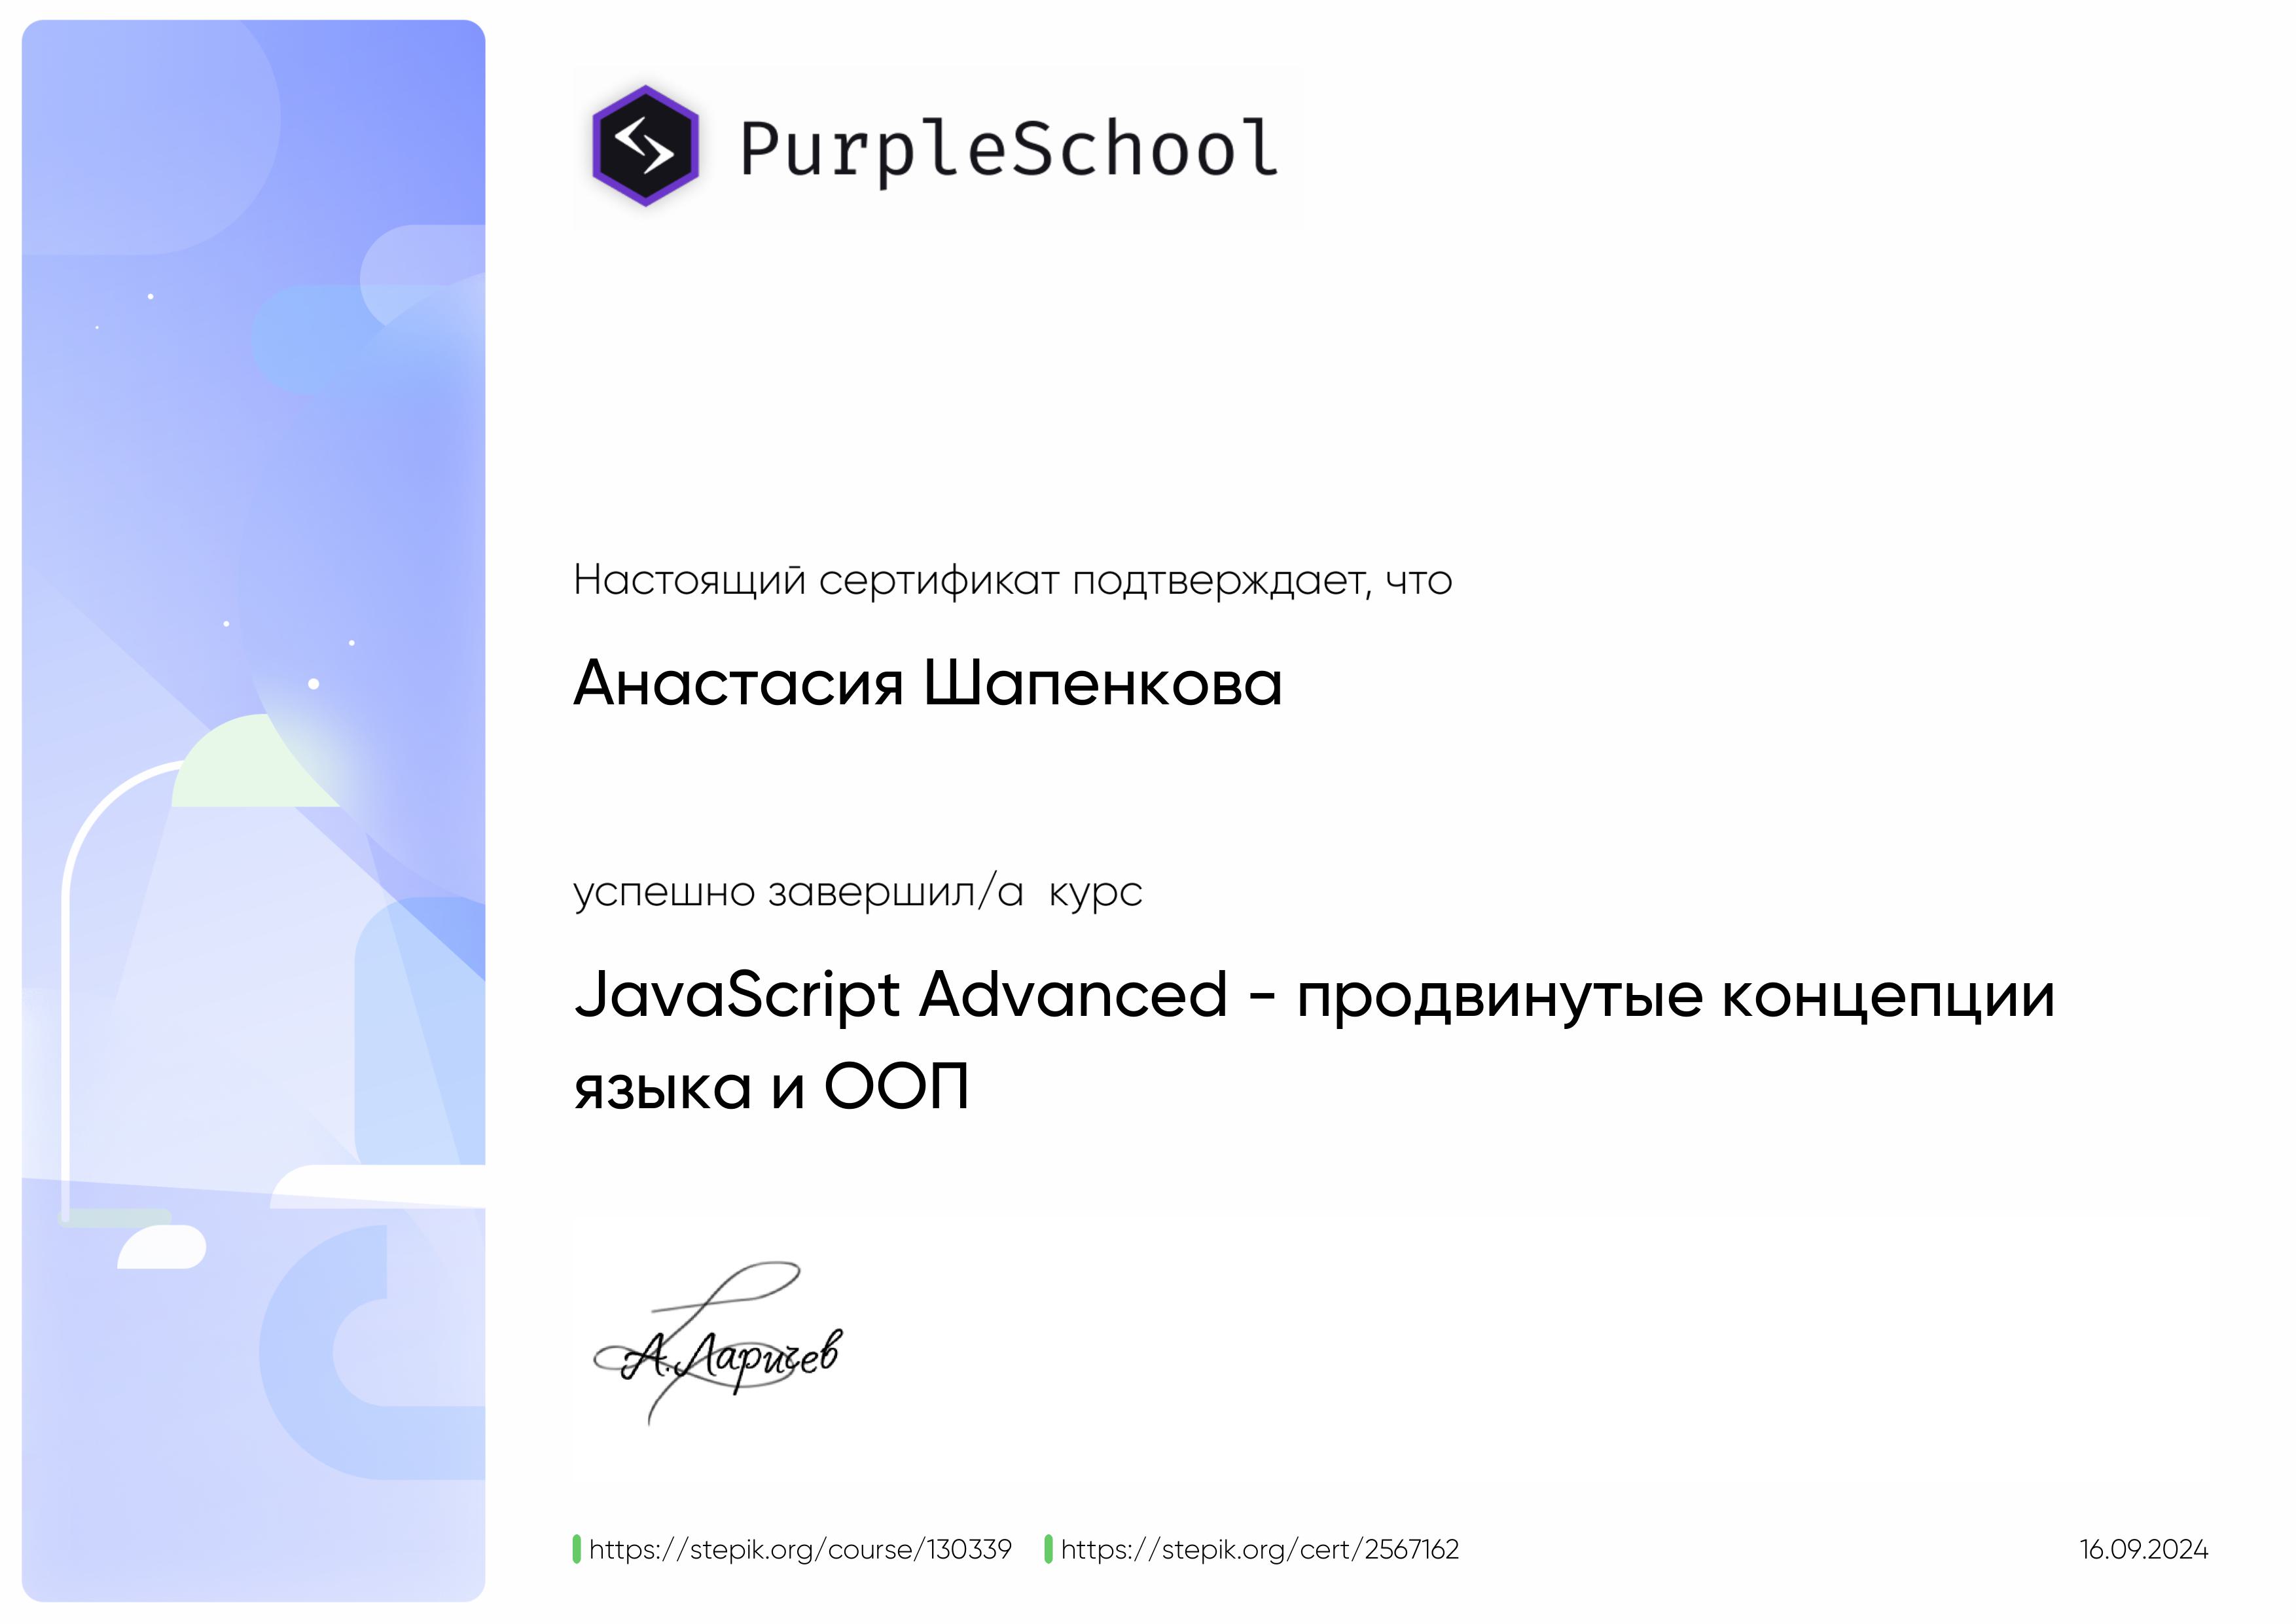 PurpleSchool
Настоящий сертификат подтверждает, что
Анастасия Шапенкова
успешно завершил/а курс
JavaScript Advanced - продвинутые концепции
языка и ООП
А.Ларичев
https://stepik.org/course/130339 https://stepik.org/cert/2567162 16.09.2024